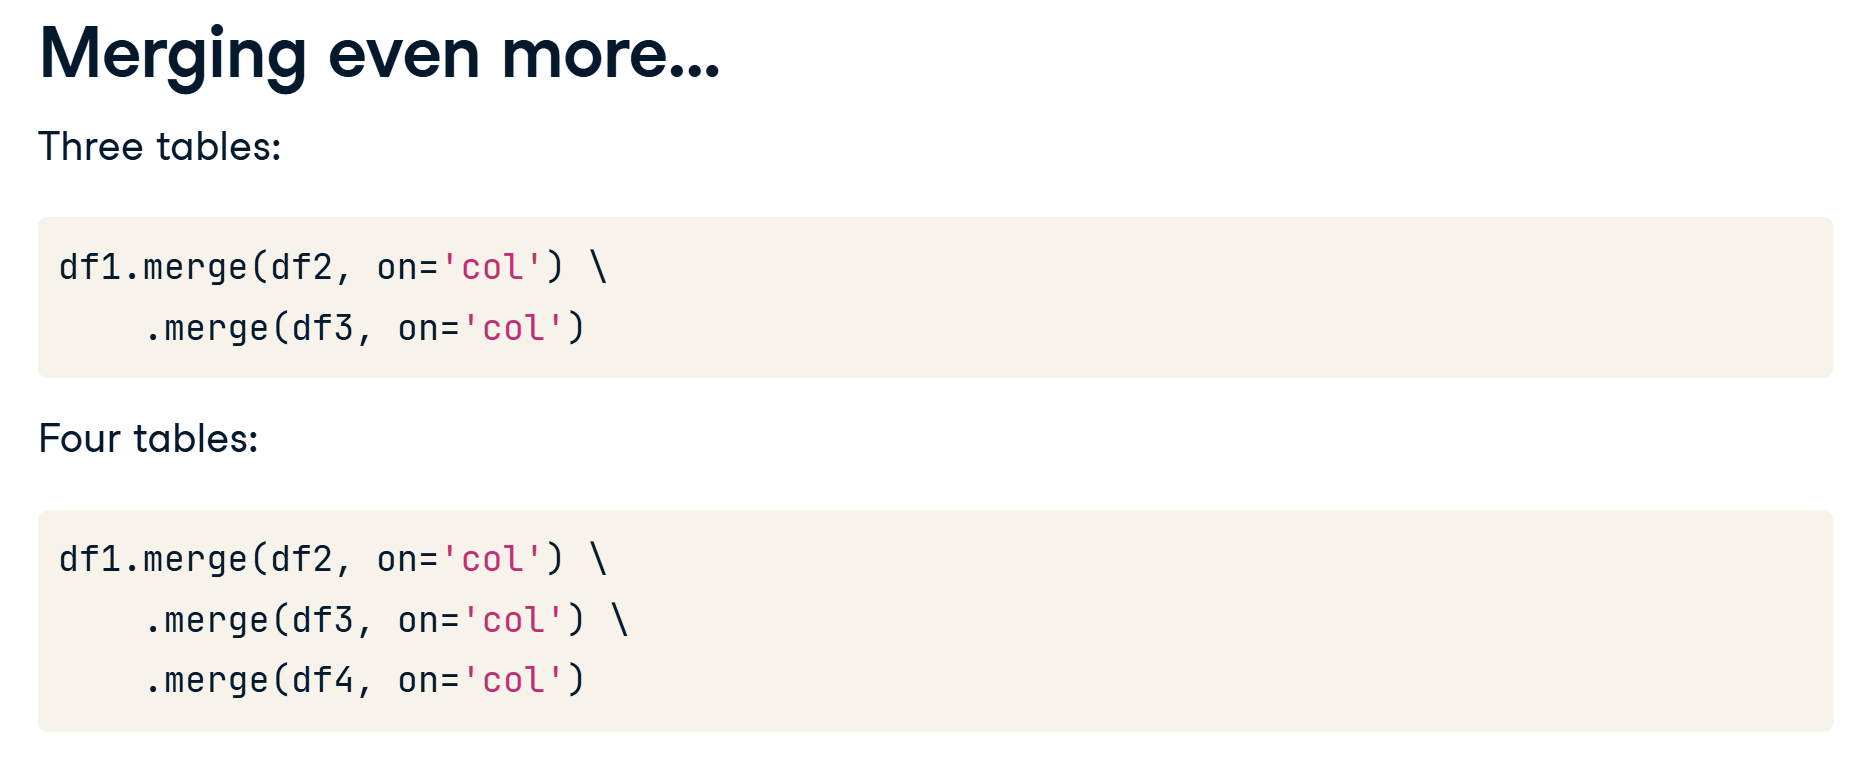 Merging even more...
Three tables:
df1.merge(df2, on='col') \
    .merge(df3, on='col')
Four tables:
df1.merge(df2, on='col') \
    .merge(df3, on='col') \
    .merge(df4, on='col')